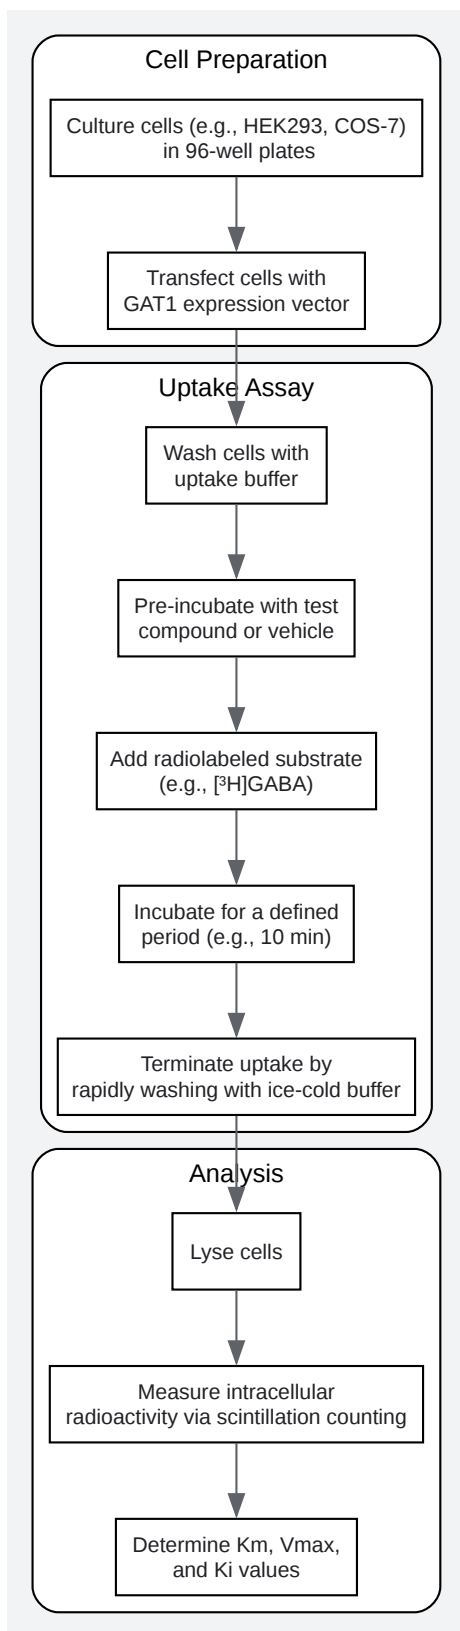 Cell Preparation
Culture cells (e.g., HEK293, COS-7)
in 96-well plates
Transfect cells with
GAT1 expression vector
Uptake Assay
Wash cells with
uptake buffer
Pre-incubate with test
compound or vehicle
Add radiolabeled substrate
(e.g., [³H]GABA)
Incubate for a defined
period (e.g., 10 min)
Terminate uptake by
rapidly washing with ice-cold buffer
Analysis
Lyse cells
Measure intracellular
radioactivity via scintillation counting
Determine Km, Vmax,
and Ki values